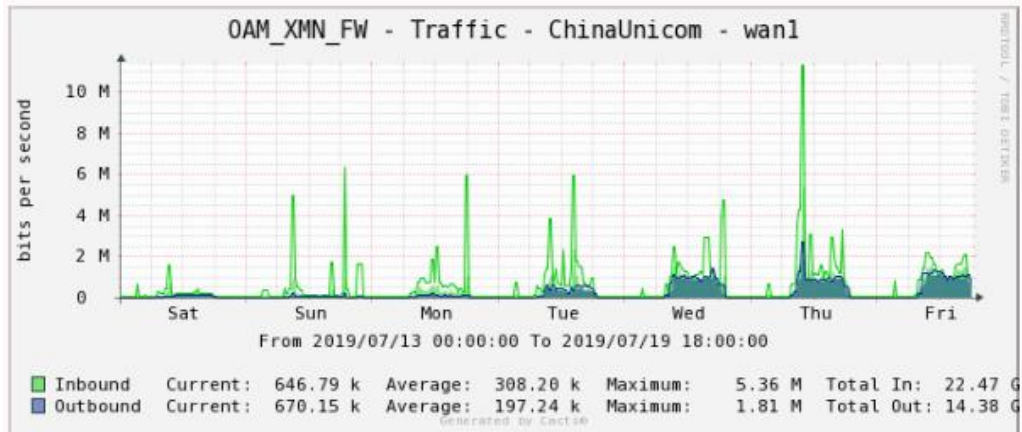 OAM_XMN_FW - Traffic - ChinaUnicom - wan1
RRDTOOL / TOBI OETIKER
bits per second
10 M
8 M
6 M
4 M
2 M
0
Sat Sun Mon Tue Wed Thu Fri
From 2019/07/13 00:00:00 To 2019/07/19 18:00:00
Inbound Current: 646.79 k Average: 308.20 k Maximum: 5.36 M Total In: 22.47 G
Outbound Current: 670.15 k Average: 197.24 k Maximum: 1.81 M Total Out: 14.38 G
Generated by Cacti®